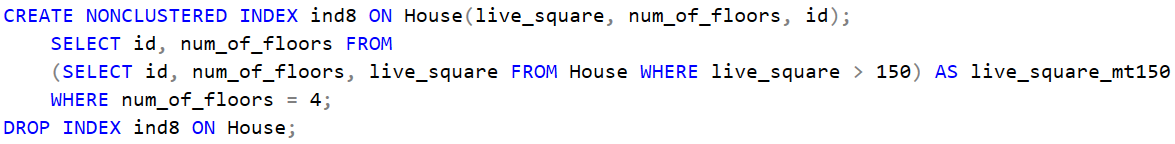 CREATE NONCLUSTERED INDEX ind8 ON House(live_square, num_of_floors, id);
    SELECT id, num_of_floors FROM
    (SELECT id, num_of_floors, live_square FROM House WHERE live_square > 150) AS live_square_mt150
    WHERE num_of_floors = 4;
DROP INDEX ind8 ON House;